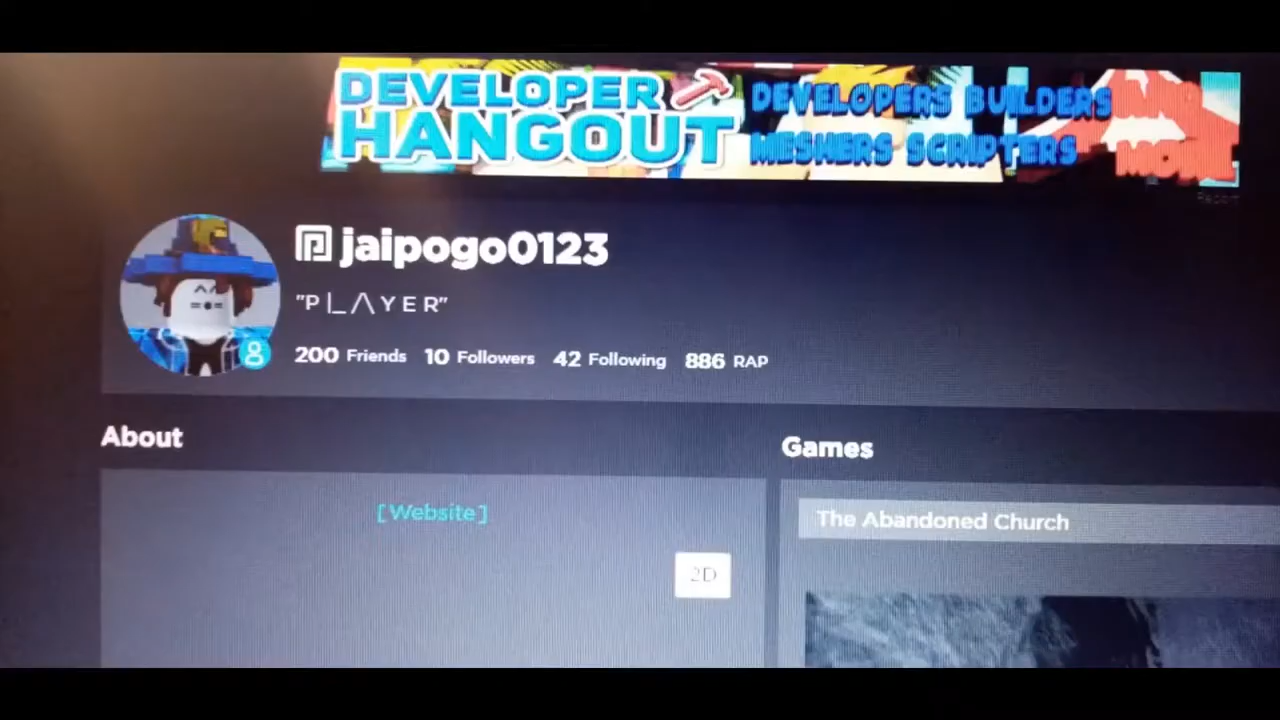 DEVELOPER
HANGOUT
DEVELOPERS BUILDERS
MESHERS SCRIPTERS
jaipogo0123
"P |_ /\ Y E R"
200 Friends 10 Followers 42 Following 886 RAP
About
Games
[Website]
The Abandoned Church
2D